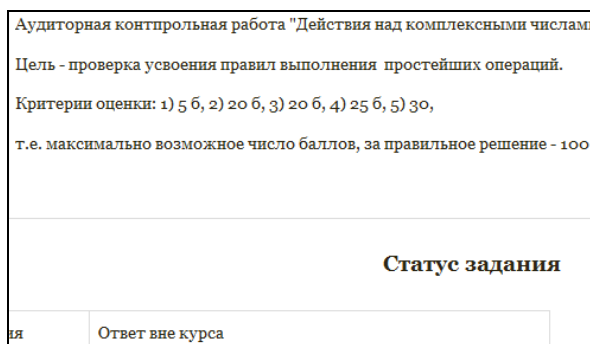 Аудиторная контпрольная работа "Действия над комплексными числам
Цель - проверка усвоения правил выполнения простейших операций.
Критерии оценки: 1) 5 б, 2) 20 б, 3) 20 б, 4) 25 б, 5) 30,
т.е. максимально возможное число баллов, за правильное решение - 100
Статус задания
ия Ответ вне курса